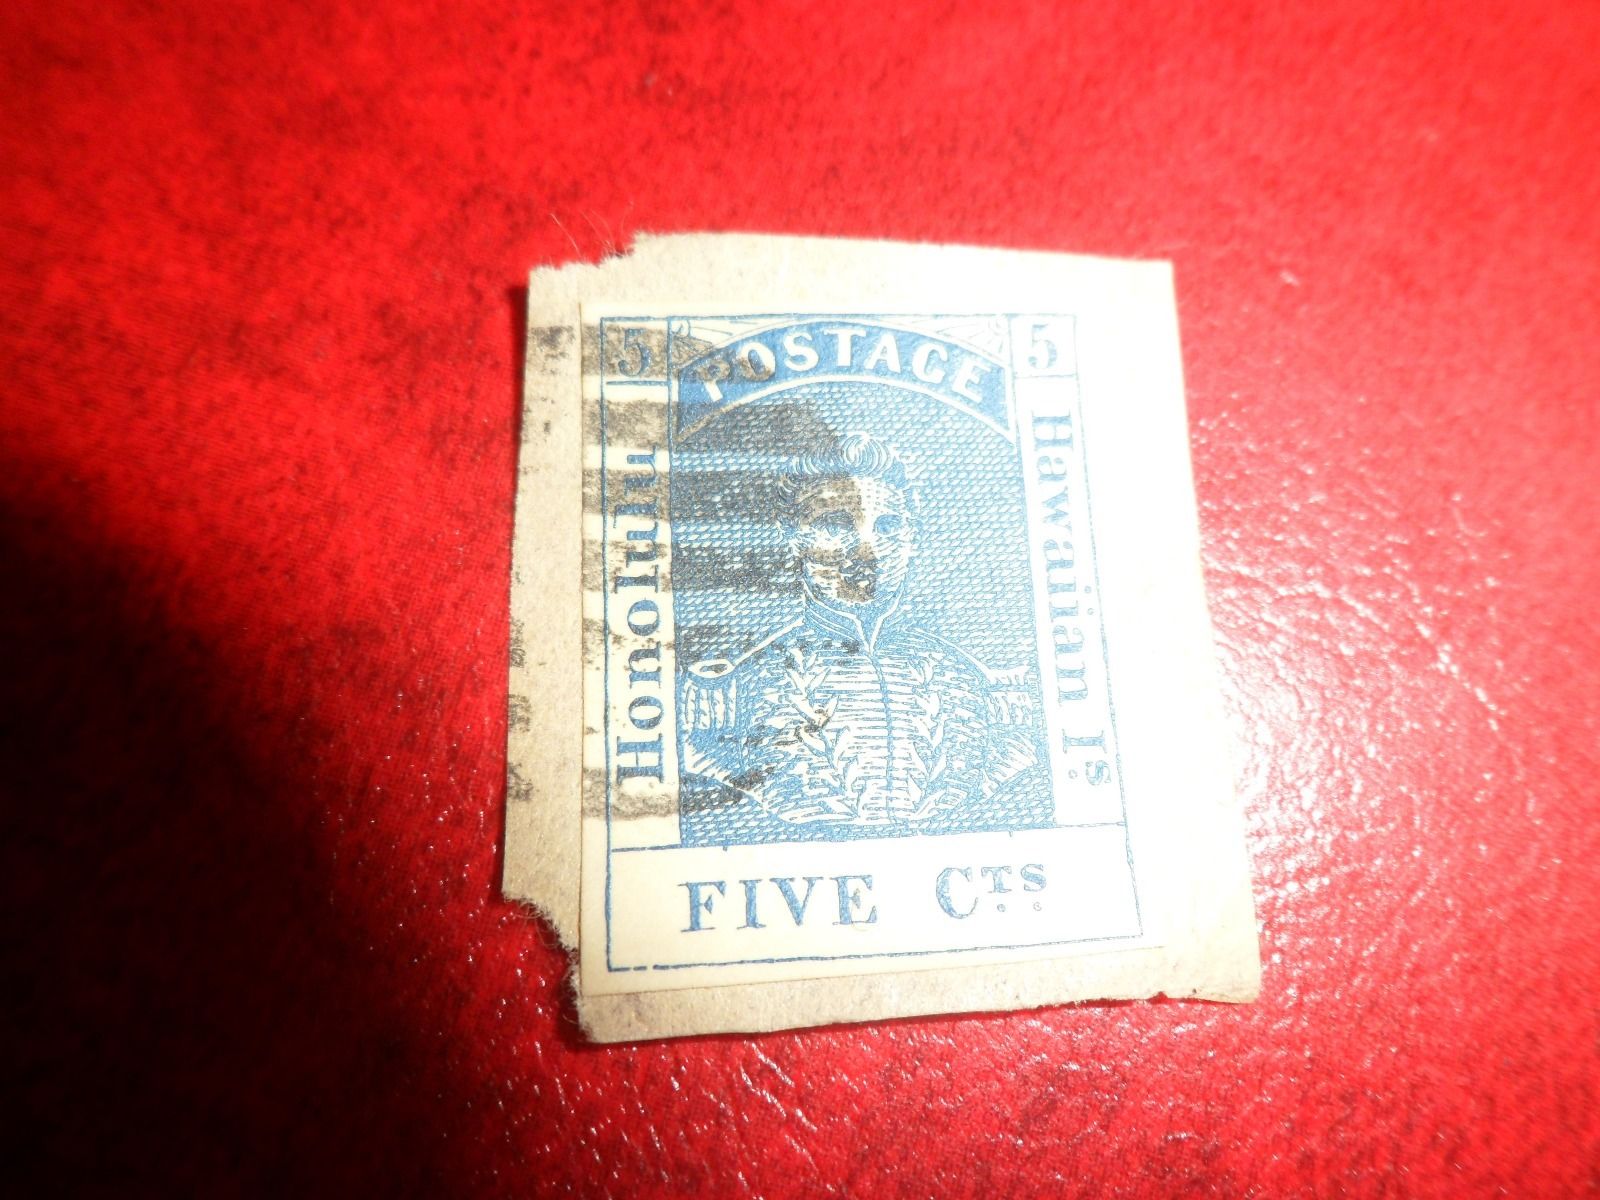 5 POSTAGE 5
Honolulu
Hawaiian Is.
FIVE CTS.